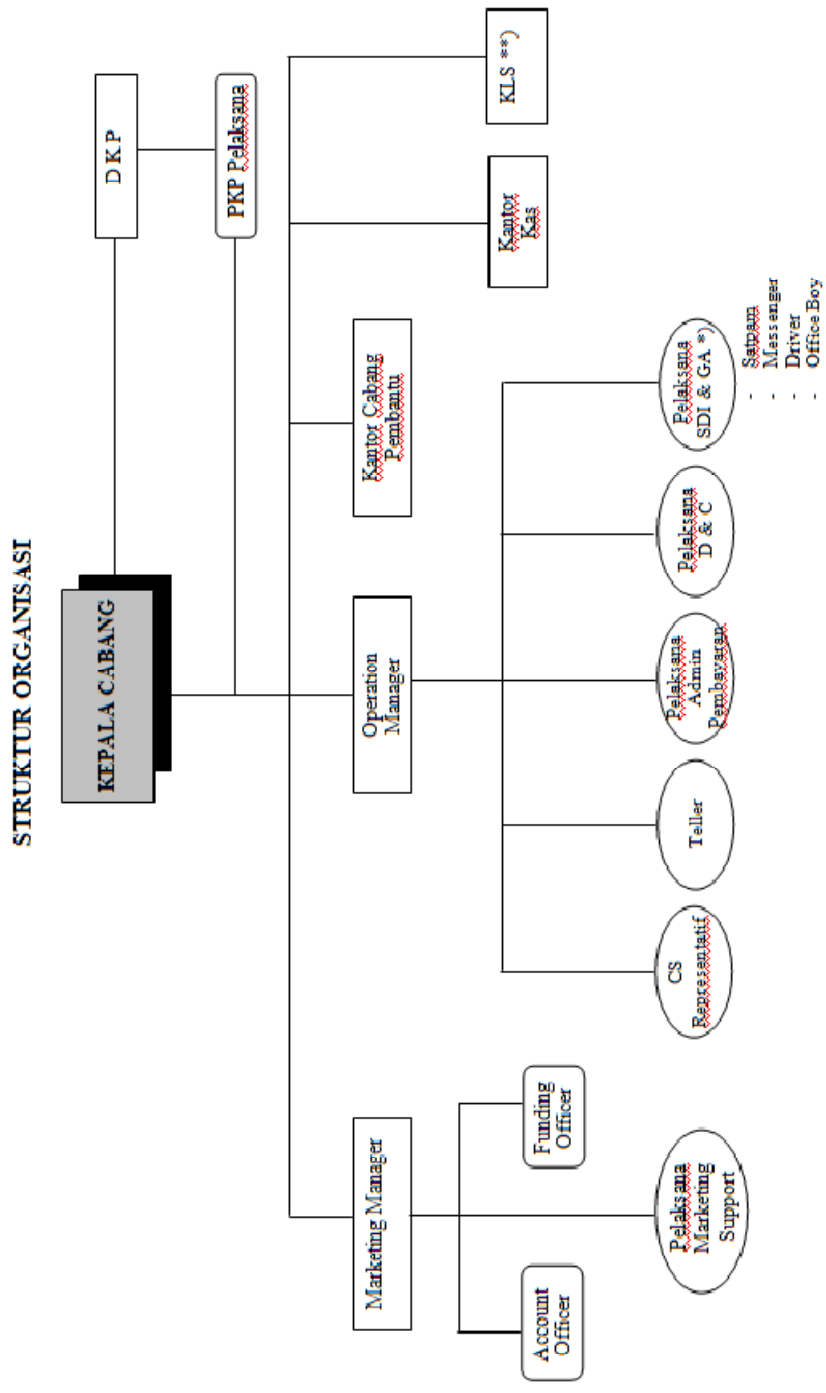 STRUKTUR ORGANISASI
KEPALA CABANG
D K P
PKP Pelaksana
Marketing Manager
Operation
Manager
Kantor Cabang
Pembantu
Kantor
Kas
KLS **)
Account
Officer
Funding
Officer
Pelaksana
Marketing
Support
CS
Representatif
Teller
Pelaksana
Admin
Pembayaran
Pelaksana
D & C
Pelaksana
SDI & GA *)
- Satpam
- Messenger
- Driver
- Office Boy